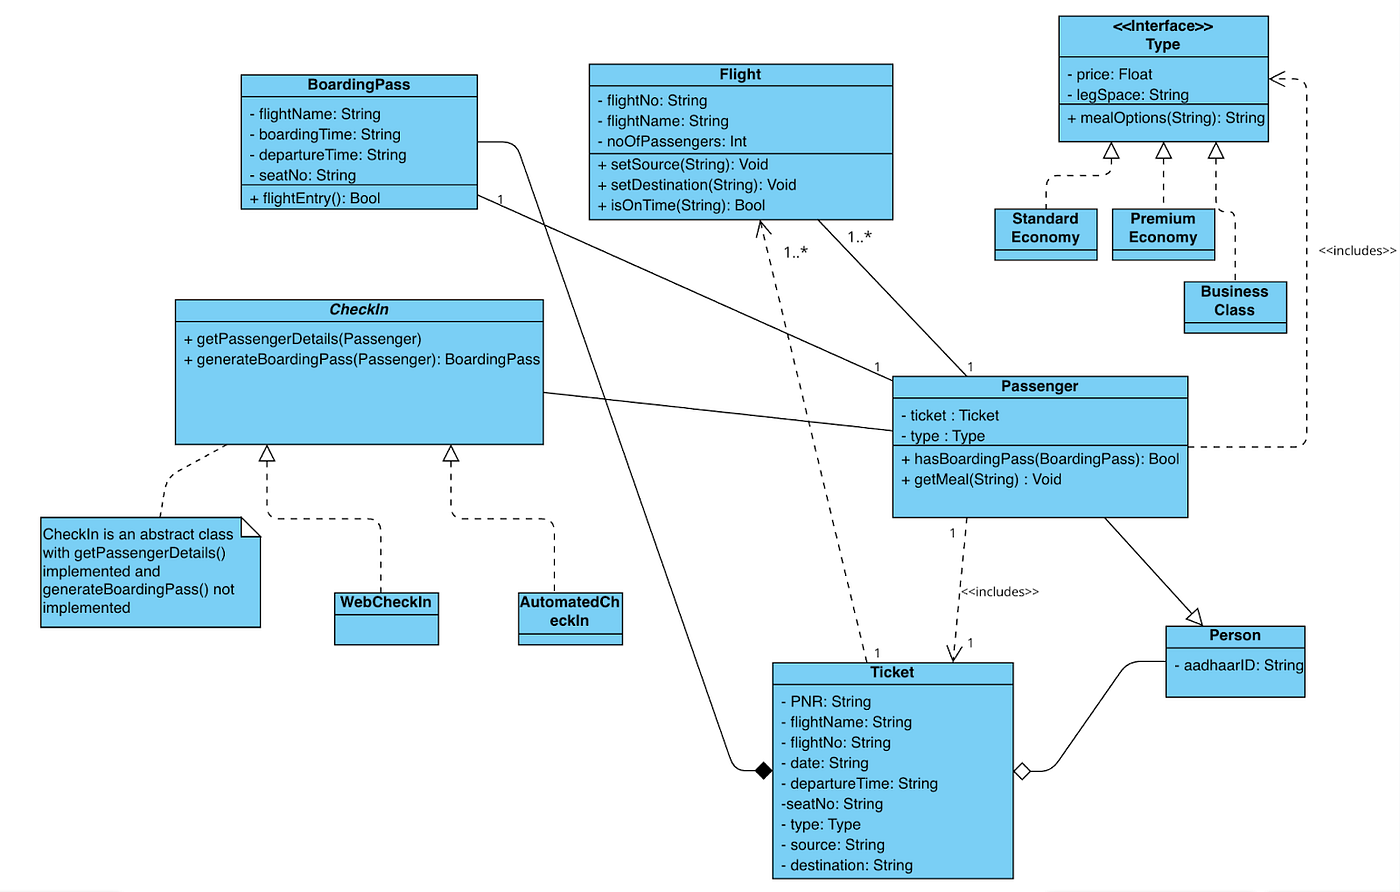 BoardingPass
- flightName: String
- boardingTime: String
- departureTime: String
- seatNo: String
+ flightEntry(): Bool
1
Flight
- flightNo: String
- flightName: String
- noOfPassengers: Int
+ setSource(String): Void
+ setDestination(String): Void
+ isOnTime(String): Bool
1..*
1..*
<<Interface>>
Type
- price: Float
- legSpace: String
+ mealOptions(String): String
Standard
Economy
Premium
Economy
Business
Class
<<includes>>
CheckIn
+ getPassengerDetails(Passenger)
+ generateBoardingPass(Passenger): BoardingPass
1
1
Passenger
- ticket : Ticket
- type : Type
+ hasBoardingPass(BoardingPass): Bool
+ getMeal(String) : Void
CheckIn is an abstract class
with getPassengerDetails()
implemented and
generateBoardingPass() not
implemented
WebCheckIn
AutomatedCh
eckIn
1
<<includes>>
1
1
Person
- aadhaarID: String
Ticket
- PNR: String
- flightName: String
- flightNo: String
- date: String
- departureTime: String
-seatNo: String
- type: Type
- source: String
- destination: String